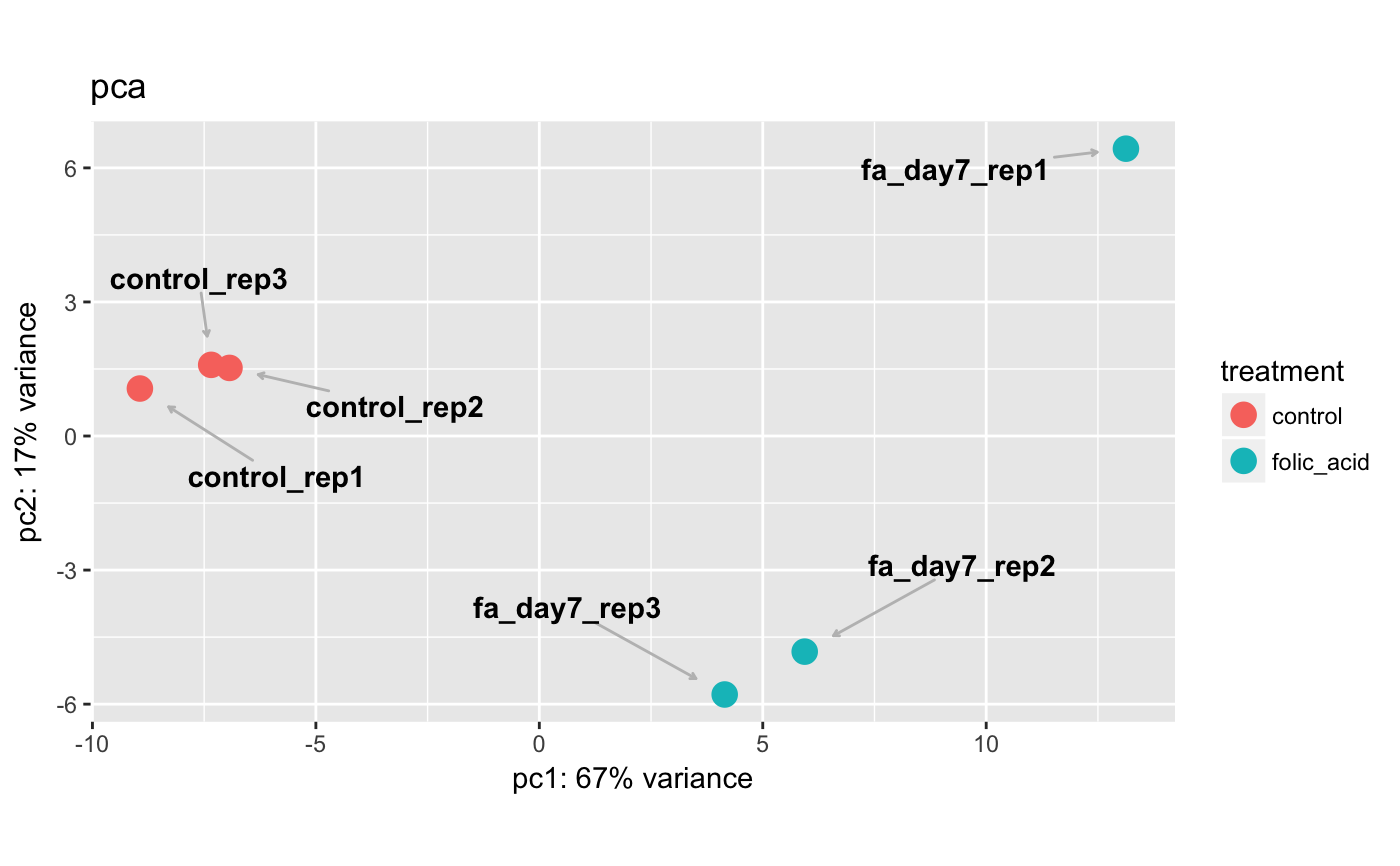 pca
fa_day7_rep1
control_rep3
control_rep2
control_rep1
fa_day7_rep2
fa_day7_rep3
6
3
0
-3
-6
pc2: 17% variance
-10
-5
0
5
10
pc1: 67% variance
treatment
control
folic_acid